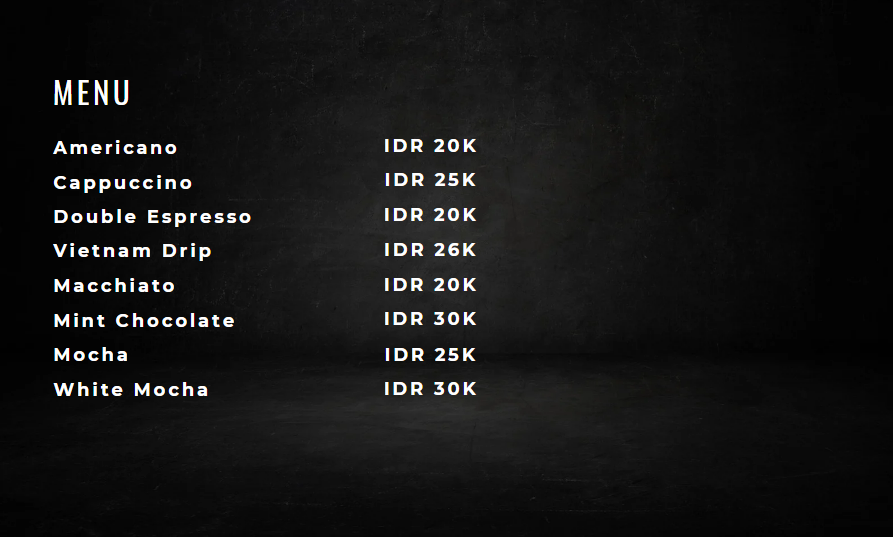 MENU
Americano IDR 20K
Cappuccino IDR 25K
Double Espresso IDR 20K
Vietnam Drip IDR 26K
Macchiato IDR 20K
Mint Chocolate IDR 30K
Mocha IDR 25K
White Mocha IDR 30K